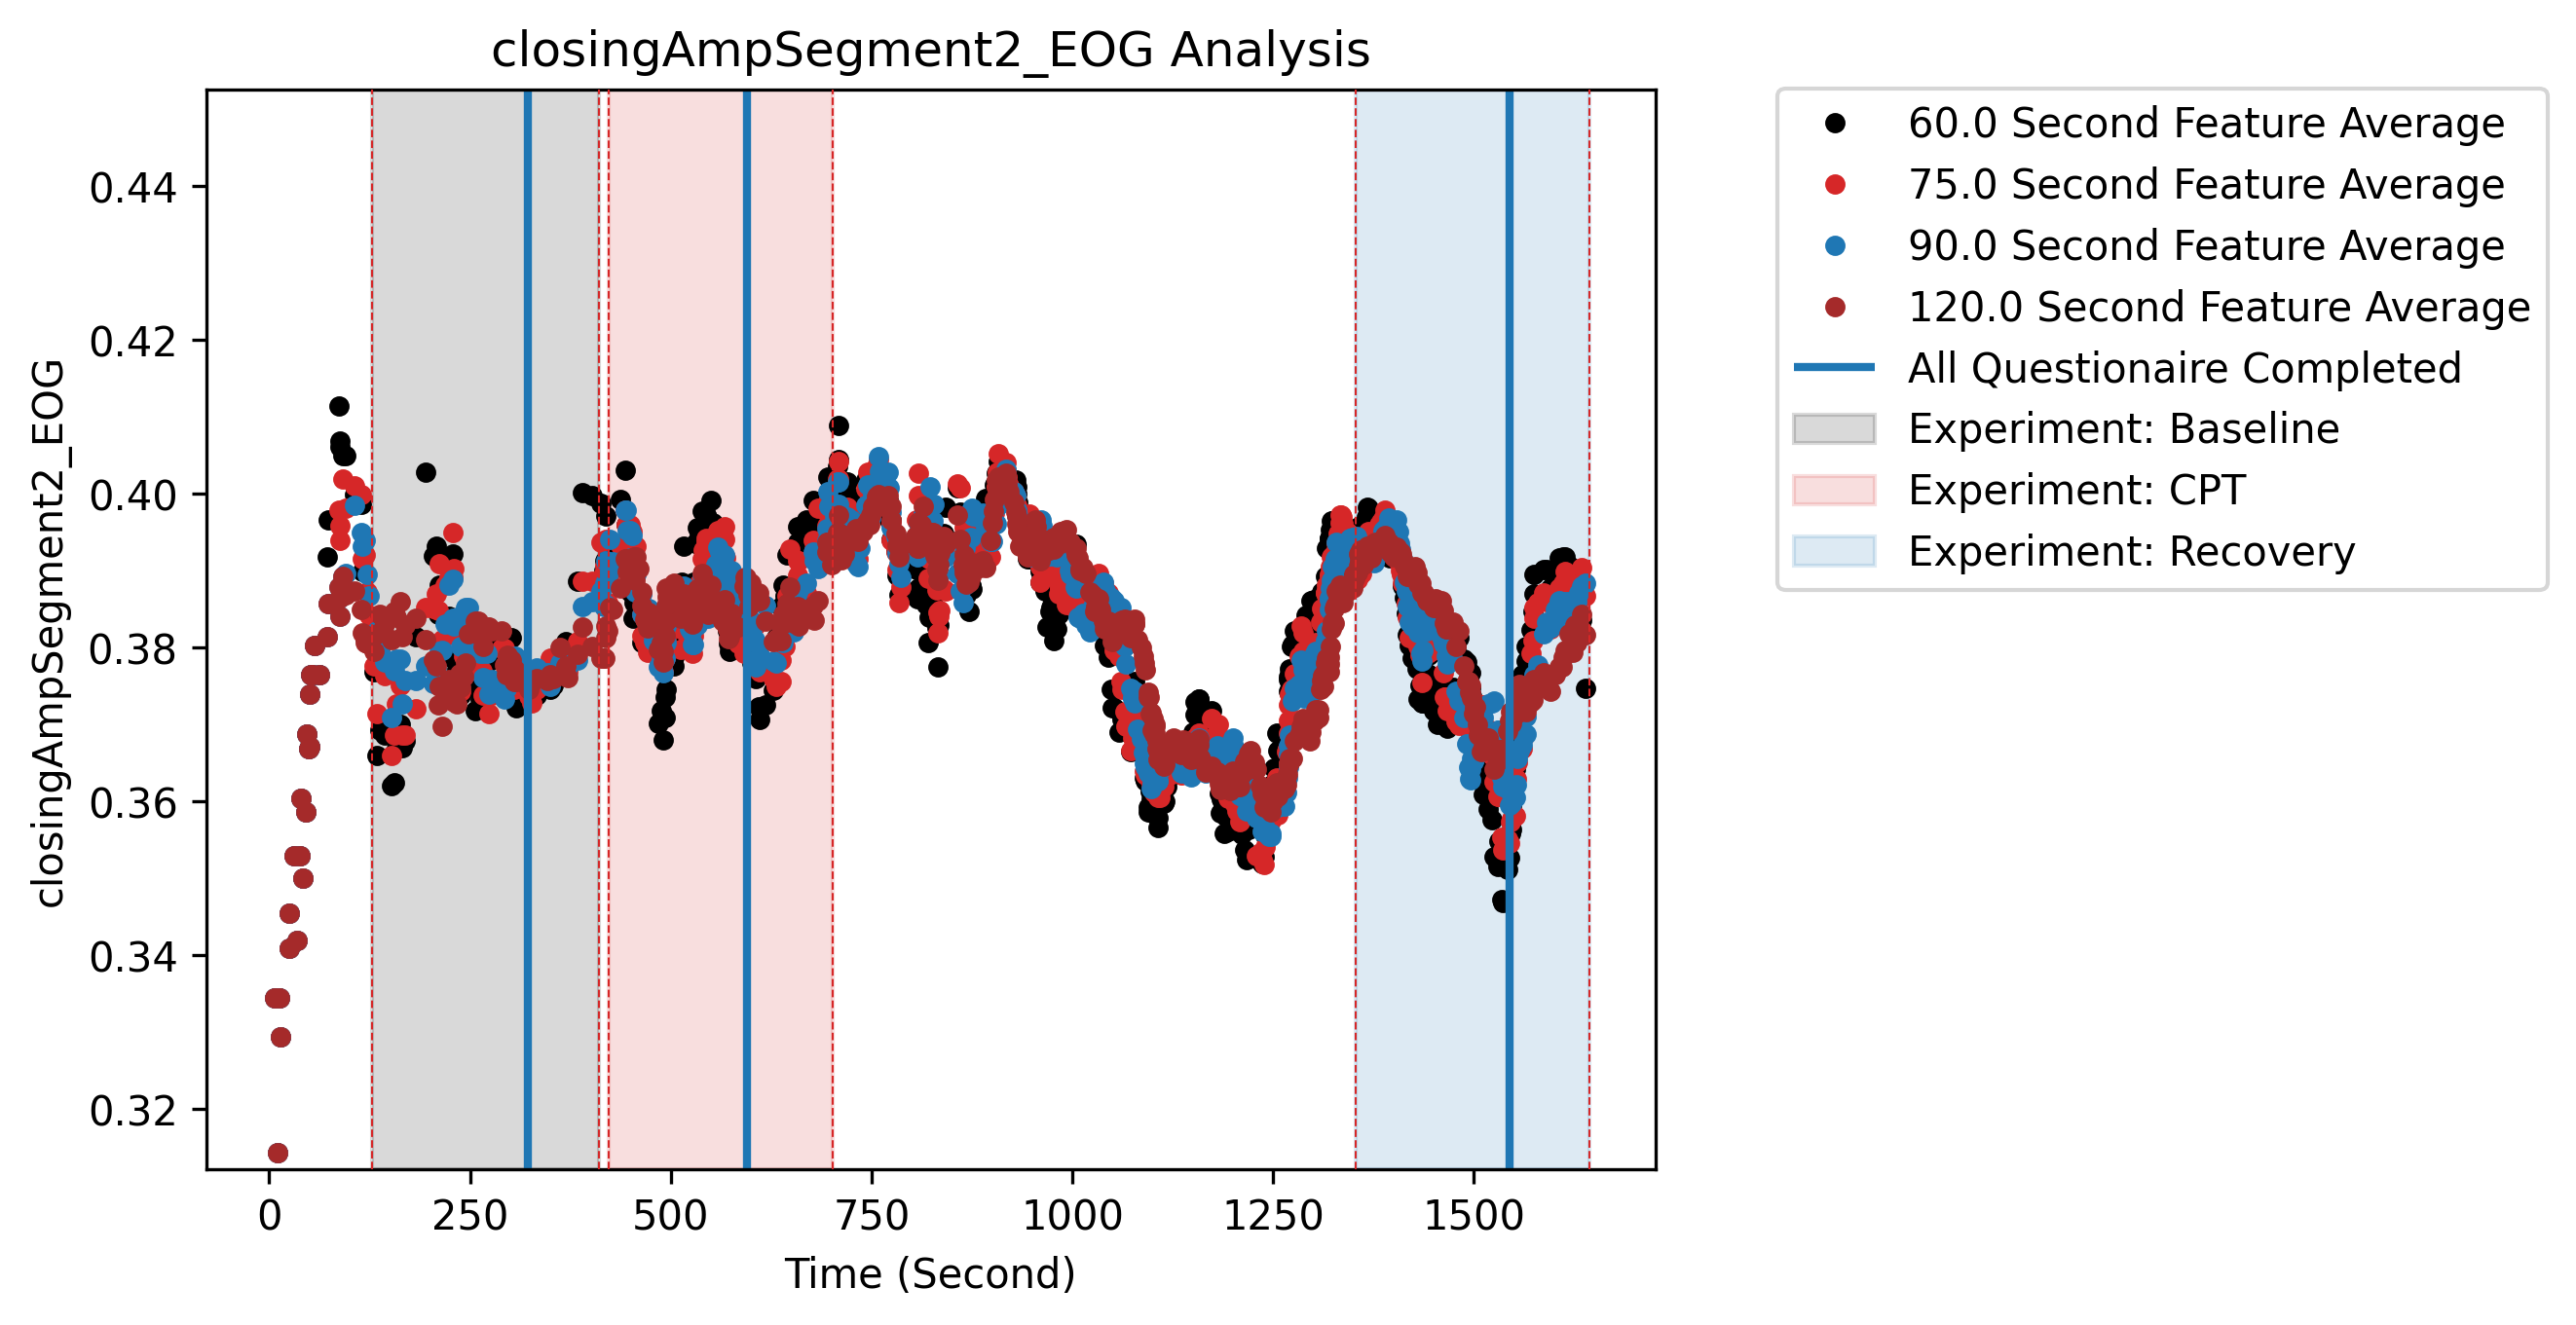 closingAmpSegment2_EOG Analysis
closingAmpSegment2_EOG
0.44
0.42
0.40
0.38
0.36
0.34
0.32
0
250
500
750
1000
1250
1500
Time (Second)
60.0 Second Feature Average
75.0 Second Feature Average
90.0 Second Feature Average
120.0 Second Feature Average
All Questionaire Completed
Experiment: Baseline
Experiment: CPT
Experiment: Recovery